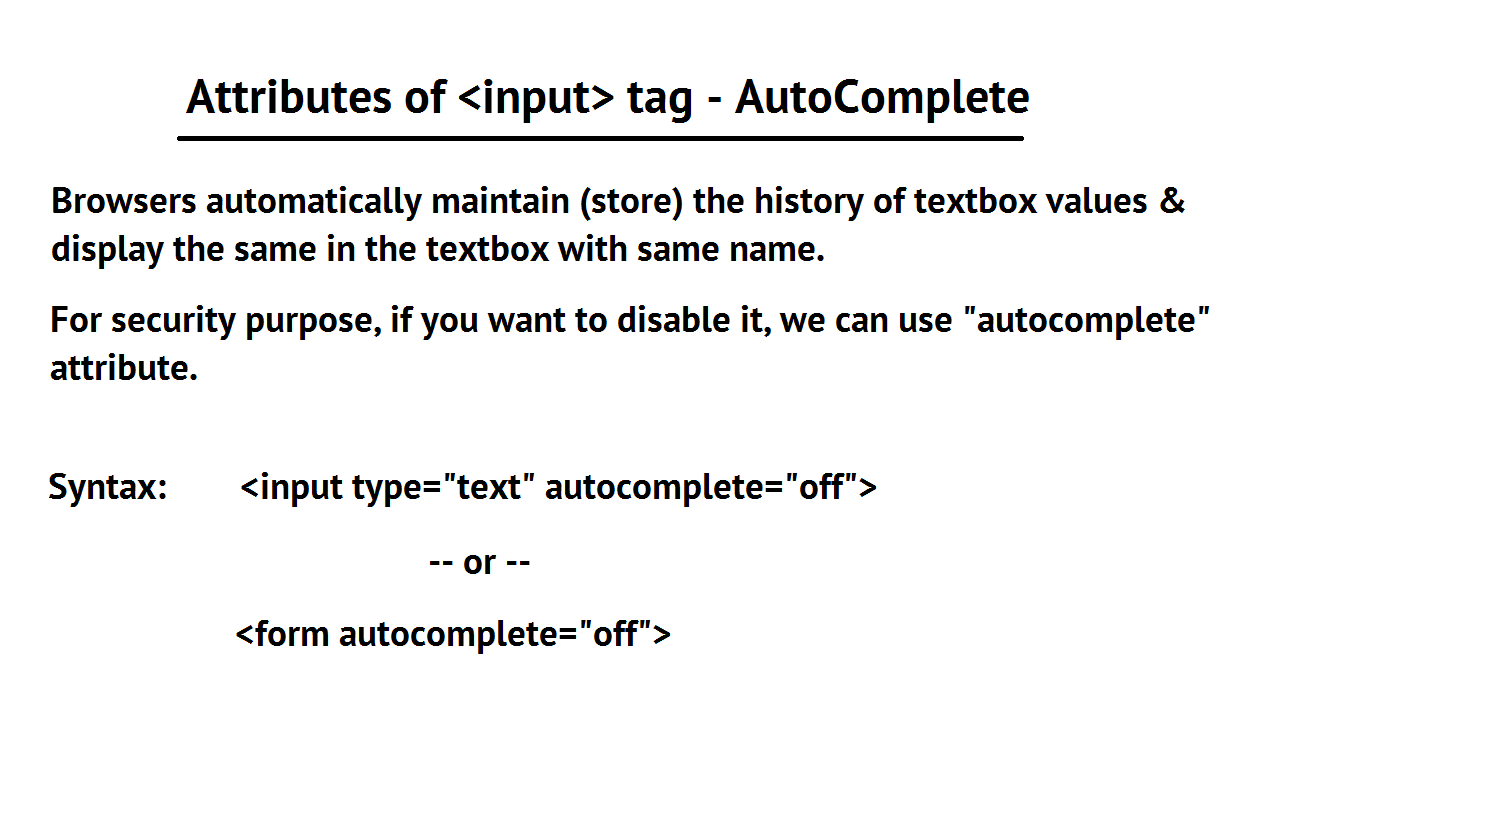 Attributes of <input> tag - AutoComplete
Browsers automatically maintain (store) the history of textbox values &
display the same in the textbox with same name.
For security purpose, if you want to disable it, we can use "autocomplete"
attribute.
Syntax: <input type="text" autocomplete="off">
-- or --
<form autocomplete="off">